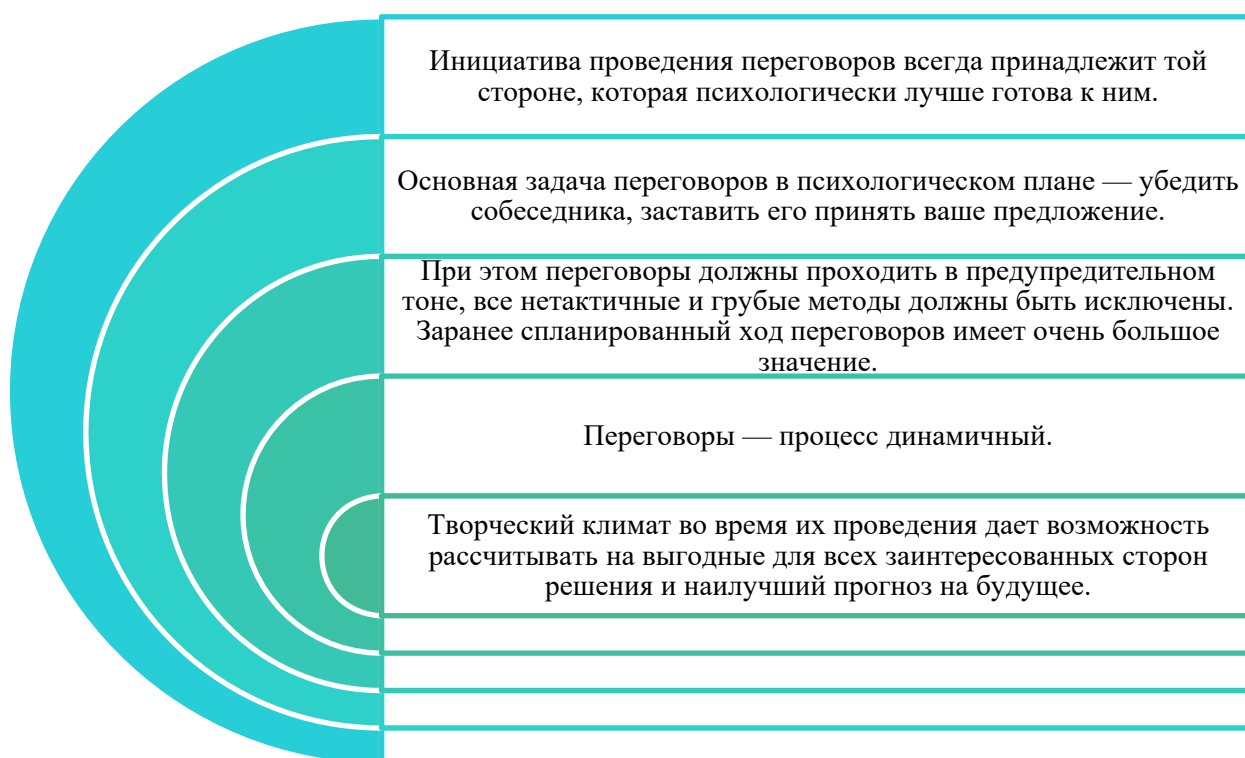 Инициатива проведения переговоров всегда принадлежит той
стороне, которая психологически лучше готова к ним.
Основная задача переговоров в психологическом плане — убедить
собеседника, заставить его принять ваше предложение.
При этом переговоры должны проходить в предупредительном
тоне, все нетактичные и грубые методы должны быть исключены.
Заранее спланированный ход переговоров имеет очень большое
значение.
Переговоры — процесс динамичный.
Творческий климат во время их проведения дает возможность
рассчитывать на выгодные для всех заинтересованных сторон
решения и наилучший прогноз на будущее.